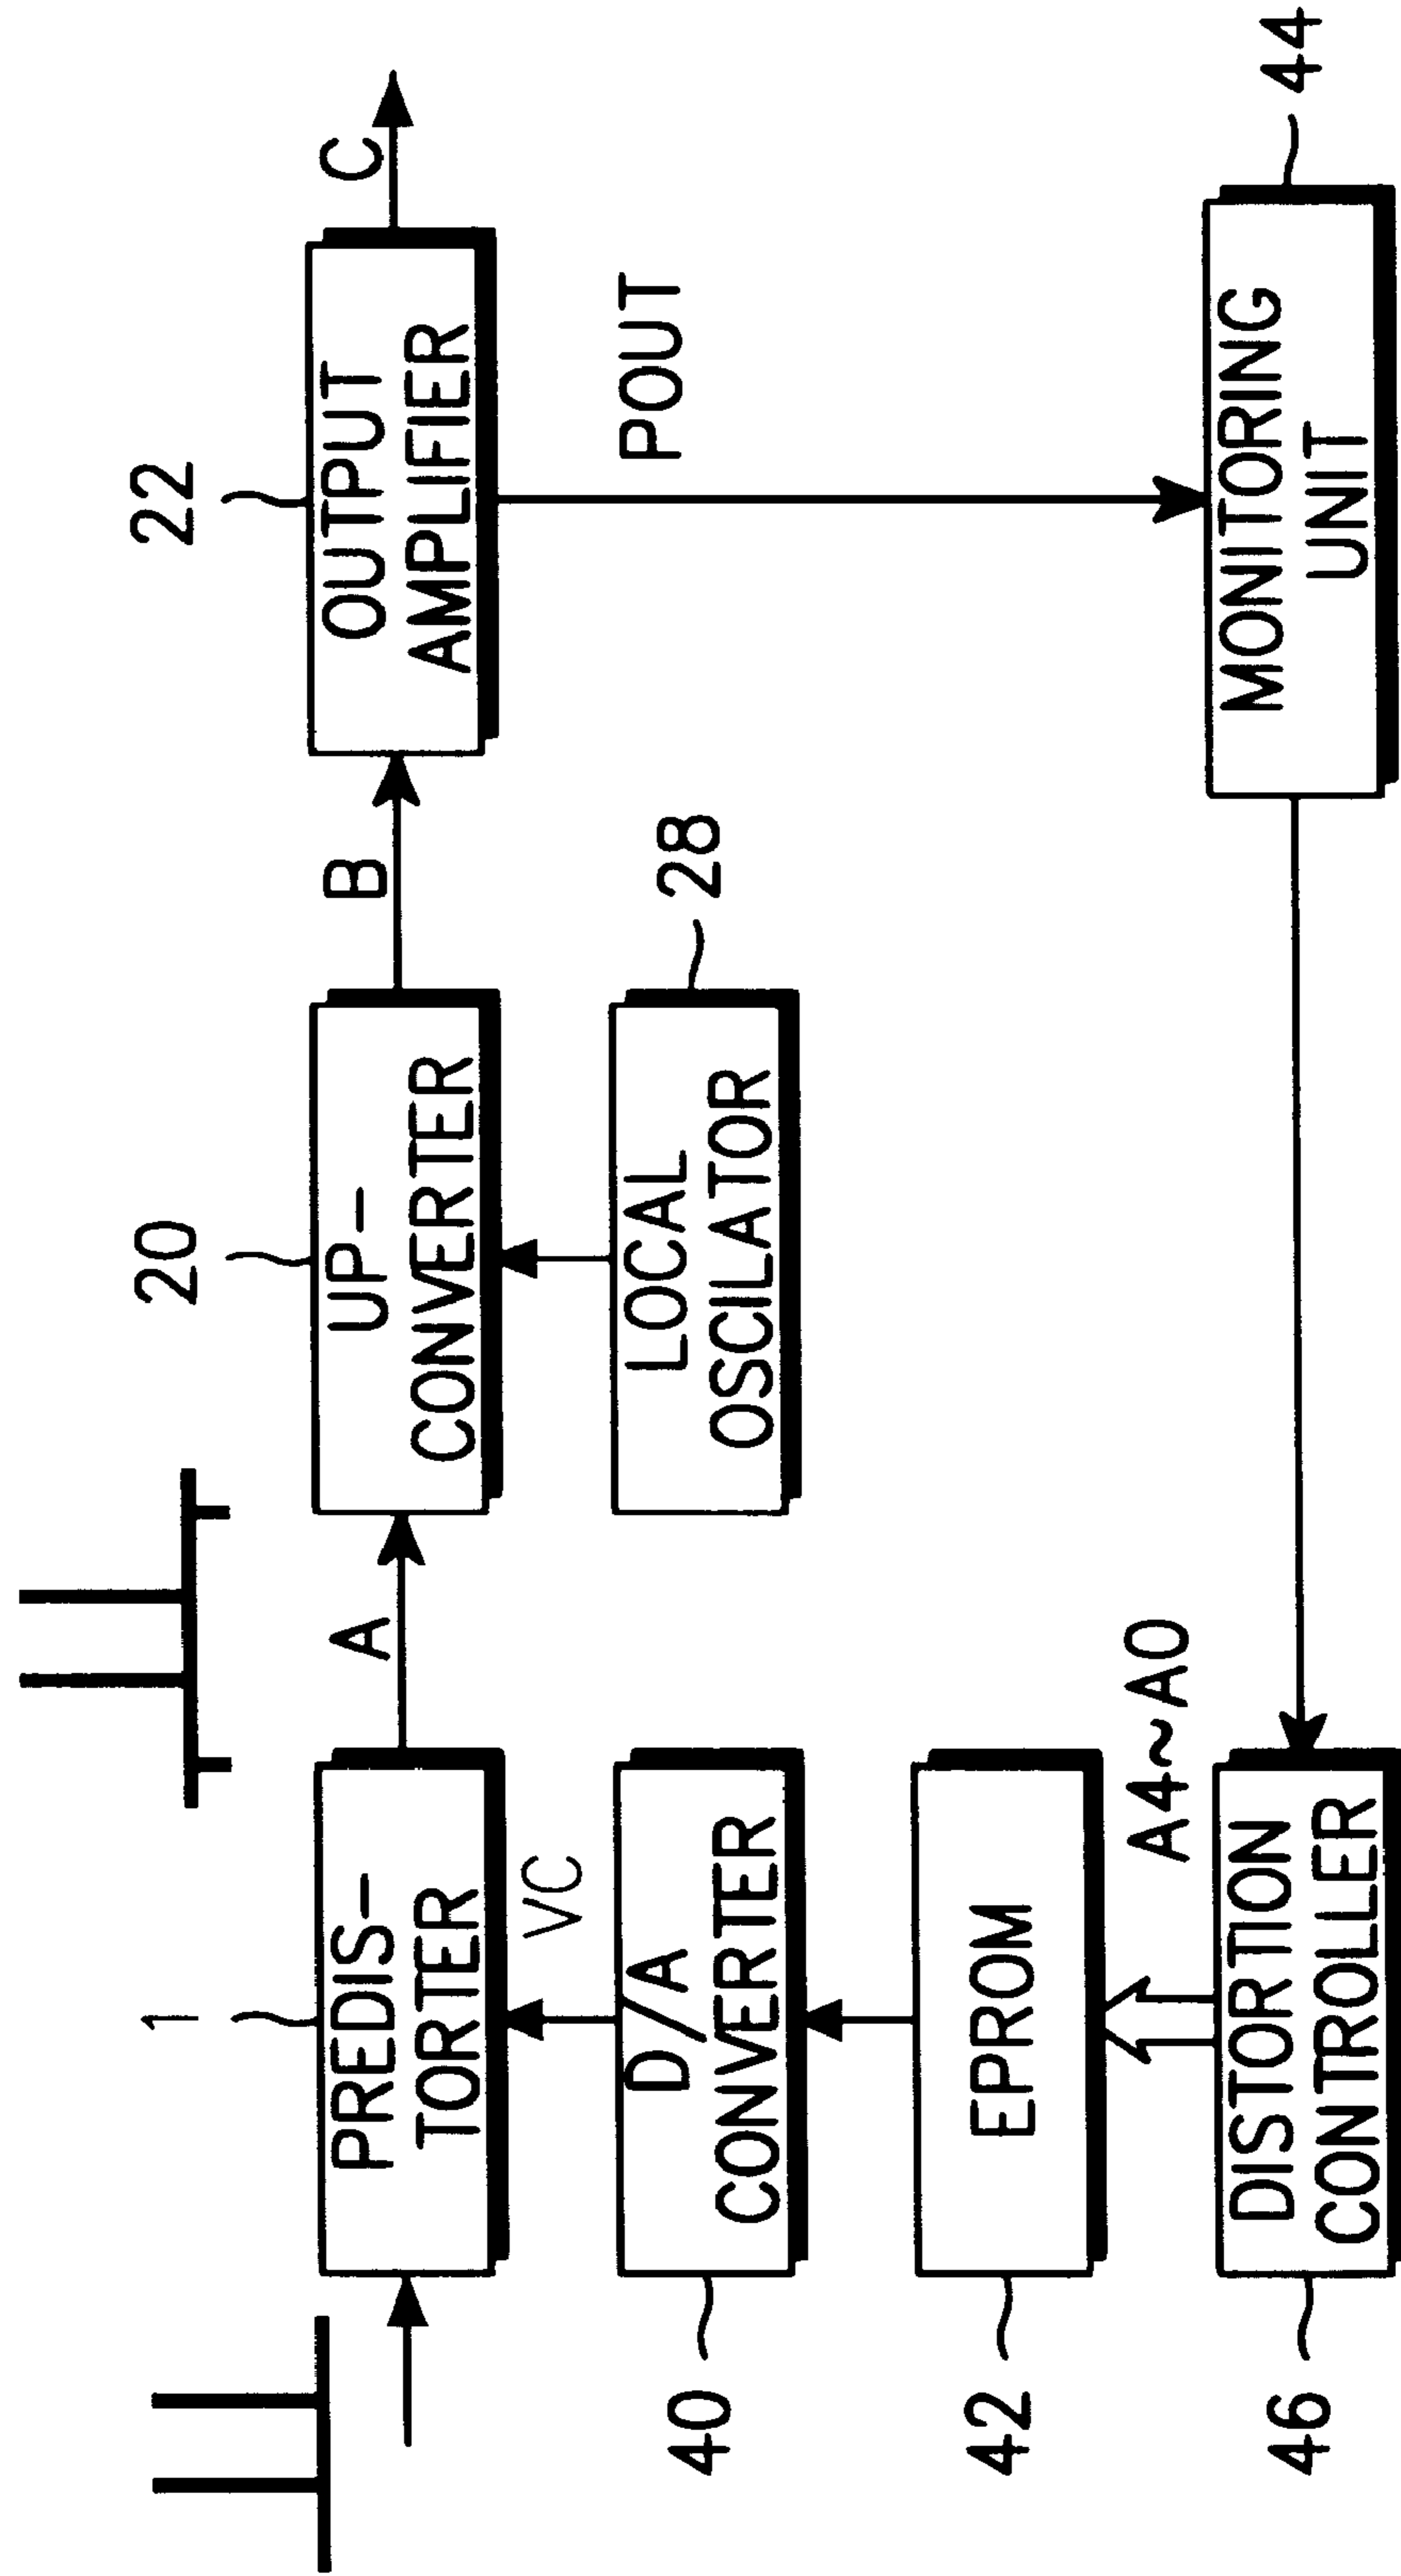 1
PREDIS-
TORTER
A
20
UP-
CONVERTER
B
22
OUTPUT
AMPLIFIER
C
VC
40
D/A
CONVERTER
LOCAL
OSCILATOR
28
POUT
42
EPROM
A4~A0
46
DISTORTION
CONTROLLER
MONITORING
UNIT
44